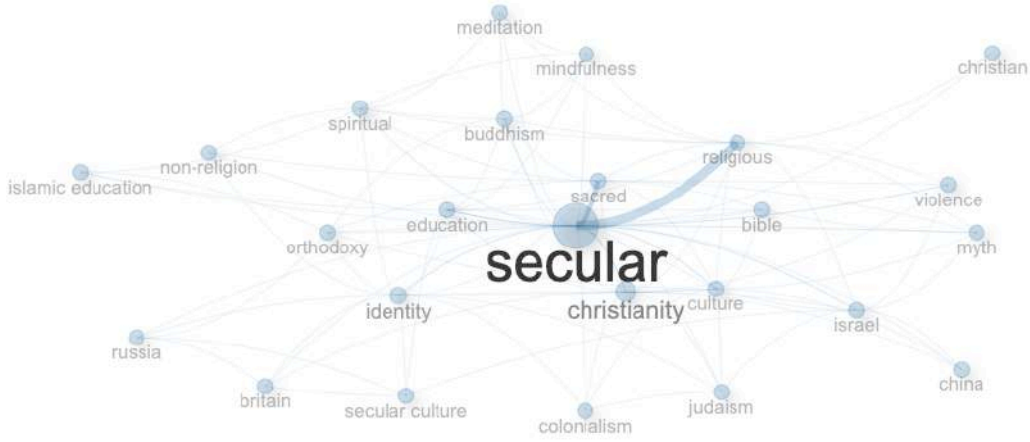 meditation
mindfulness
christian
spiritual
buddhism
religious
non-religion
islamic education
sacred
violence
education
bible
orthodoxy
myth
secular
identity
christianity
culture
israel
russia
china
britain
secular culture
judaism
colonialism